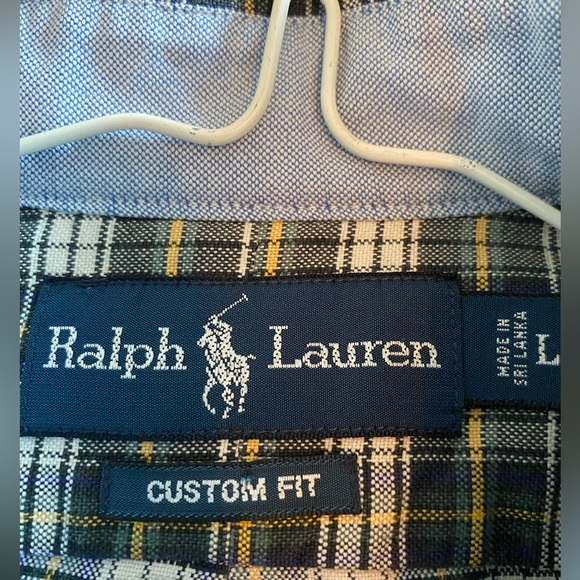 Ralph Lauren
MADE IN
SRI LANKA
L
CUSTOM FIT